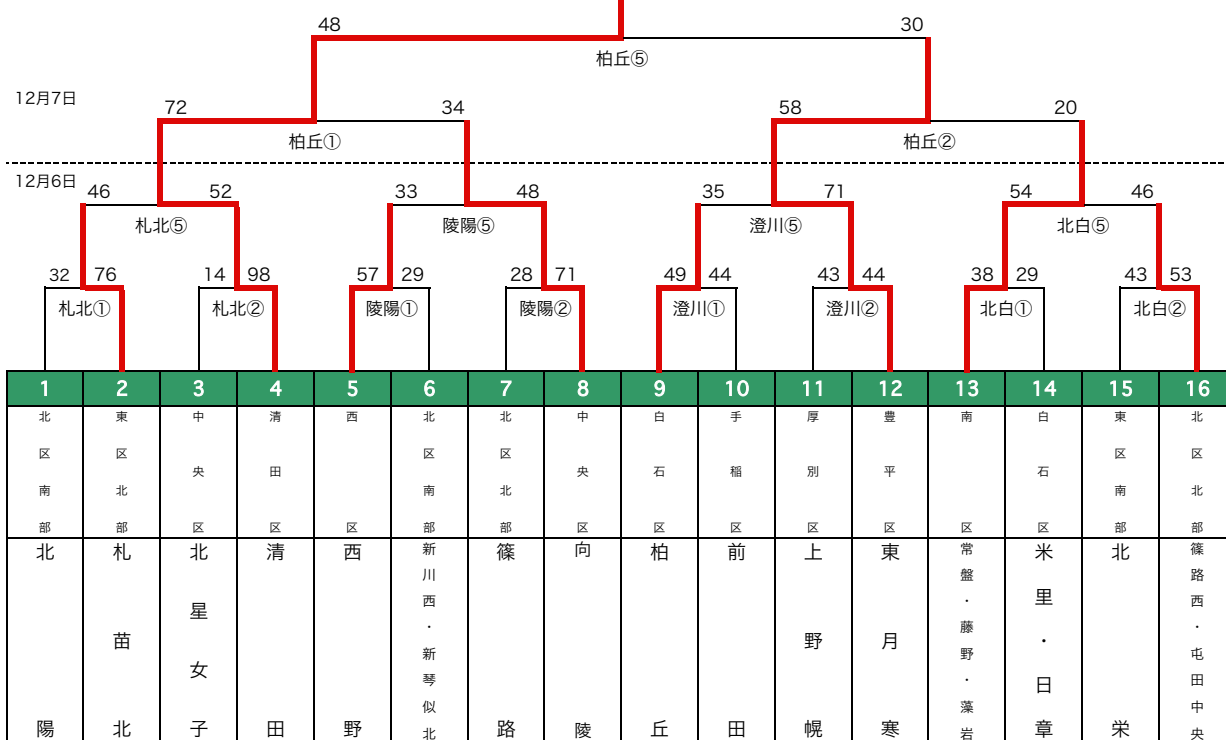 48 30
柏丘⑤
12月7日
72 34 58 20
柏丘① 柏丘②
12月6日
46 52 33 48 35 71 54 46
札北⑤ 陵陽⑤ 澄川⑤ 北白⑤
32 76 14 98 57 29 28 71 49 44 43 44 38 29 43 53
札北① 札北② 陵陽① 陵陽② 澄川① 澄川② 北白① 北白②
1 2 3 4 5 6 7 8 9 10 11 12 13 14 15 16
北区南部
東区北部
中央区
清田区
西区
北区南部
北区北部
中央区
白石区
手稲区
厚別区
豊平区
南区
白石区
東区南部
北区北部
北陽
札苗北
北星女子
清田
西野
新川西・新琴似北
篠路
向陵
柏丘
前田
上野幌
東月寒
常盤・藤野・藻岩
米里・日章
北栄
篠路西・屯田中央